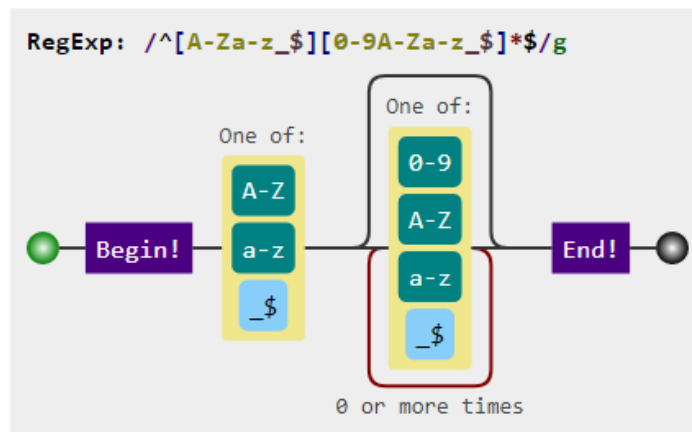 RegExp: /^[A-Za-z_$][0-9A-Za-z_$]*$/g
One of:
One of:
0-9
A-Z
A-Z
Begin!
a-z
a-z
End!
_$
_$
0 or more times